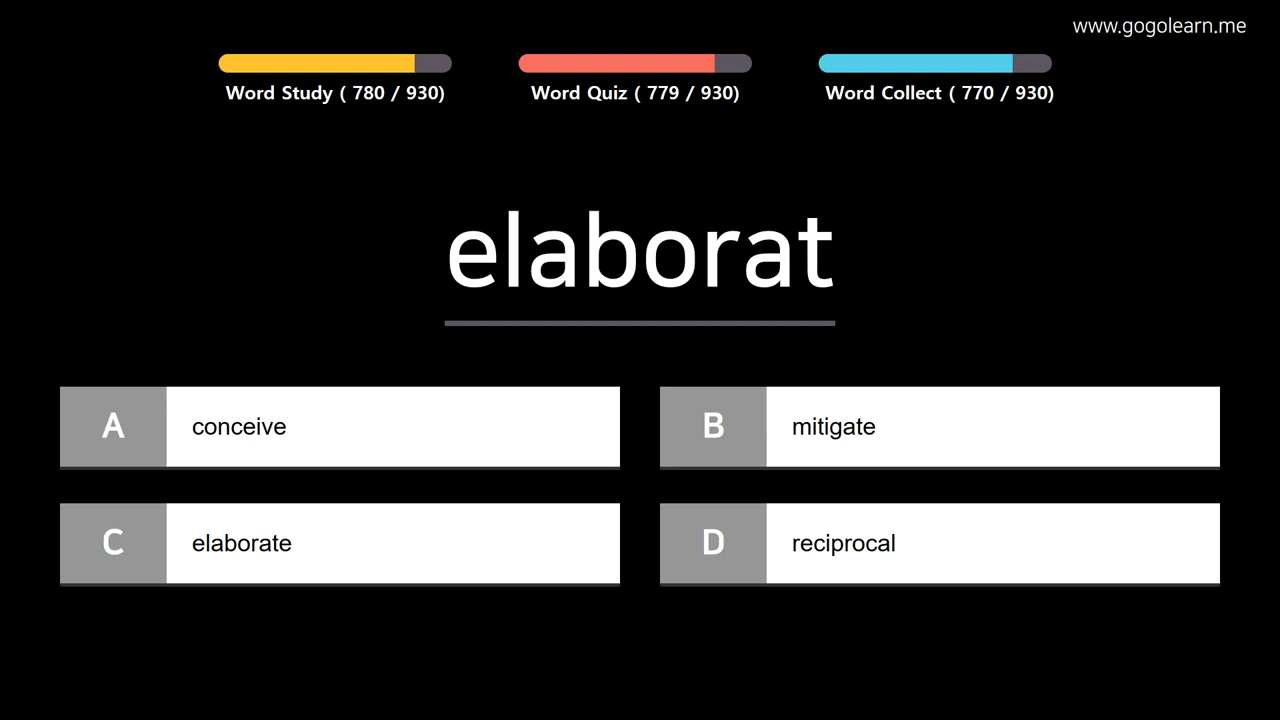 www.gogolearn.me
Word Study ( 780 / 930)
Word Quiz ( 779 / 930)
Word Collect ( 770 / 930)
elaborat
A conceive
B mitigate
C elaborate
D reciprocal